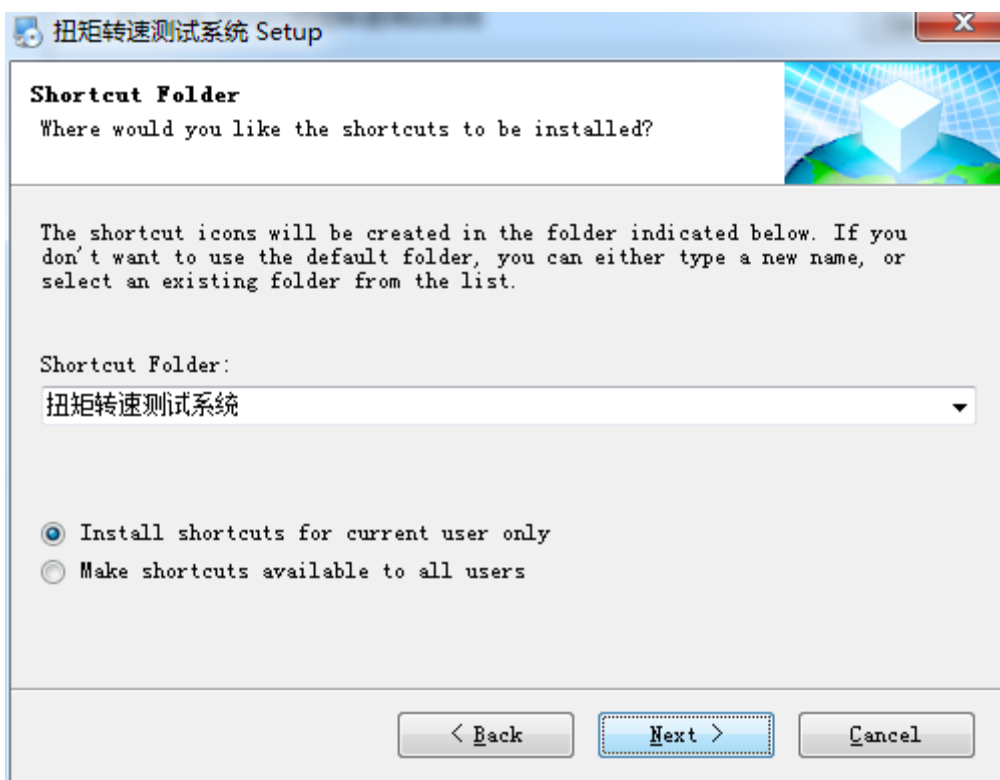 扭矩转速测试系统 Setup
Shortcut Folder
Where would you like the shortcuts to be installed?
The shortcut icons will be created in the folder indicated below. If you
don't want to use the default folder, you can either type a new name, or
select an existing folder from the list.
Shortcut Folder:
扭矩转速测试系统
Install shortcuts for current user only
Make shortcuts available to all users
< Back
Next >
Cancel